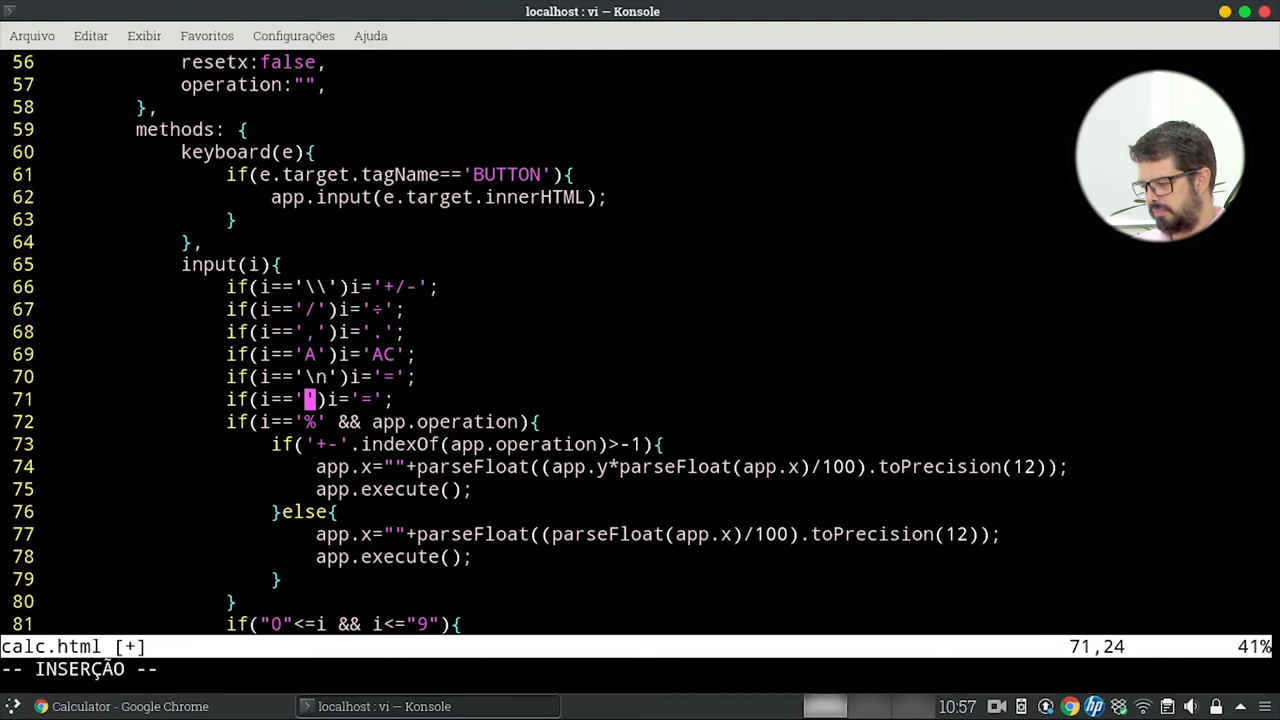 localhost : vi — Konsole
Arquivo Editar Exibir Favoritos Configurações Ajuda
56 resetx:false,
57 operation:"",
58 },
59 methods: {
60 keyboard(e){
61 if(e.target.tagName=='BUTTON'){
62 app.input(e.target.innerHTML);
63 }
64 },
65 input(i){
66 if(i=='\\')i='+/-';
67 if(i=='/')i='÷';
68 if(i==',')i='.';
69 if(i=='A')i='AC';
70 if(i=='\n')i='=';
71 if(i=='')i='=';
72 if(i=='%' && app.operation){
73 if('+-'.indexOf(app.operation)>-1){
74 app.x=""+parseFloat((app.y*parseFloat(app.x)/100).toPrecision(12));
75 app.execute();
76 }else{
77 app.x=""+parseFloat((parseFloat(app.x)/100).toPrecision(12));
78 app.execute();
79 }
80 }
81 if("0"<=i && i<="9"){
calc.html [+] 71,24 41%
-- INSERÇÃO --
Calculator - Google Chrome localhost : vi — Konsole 10:57